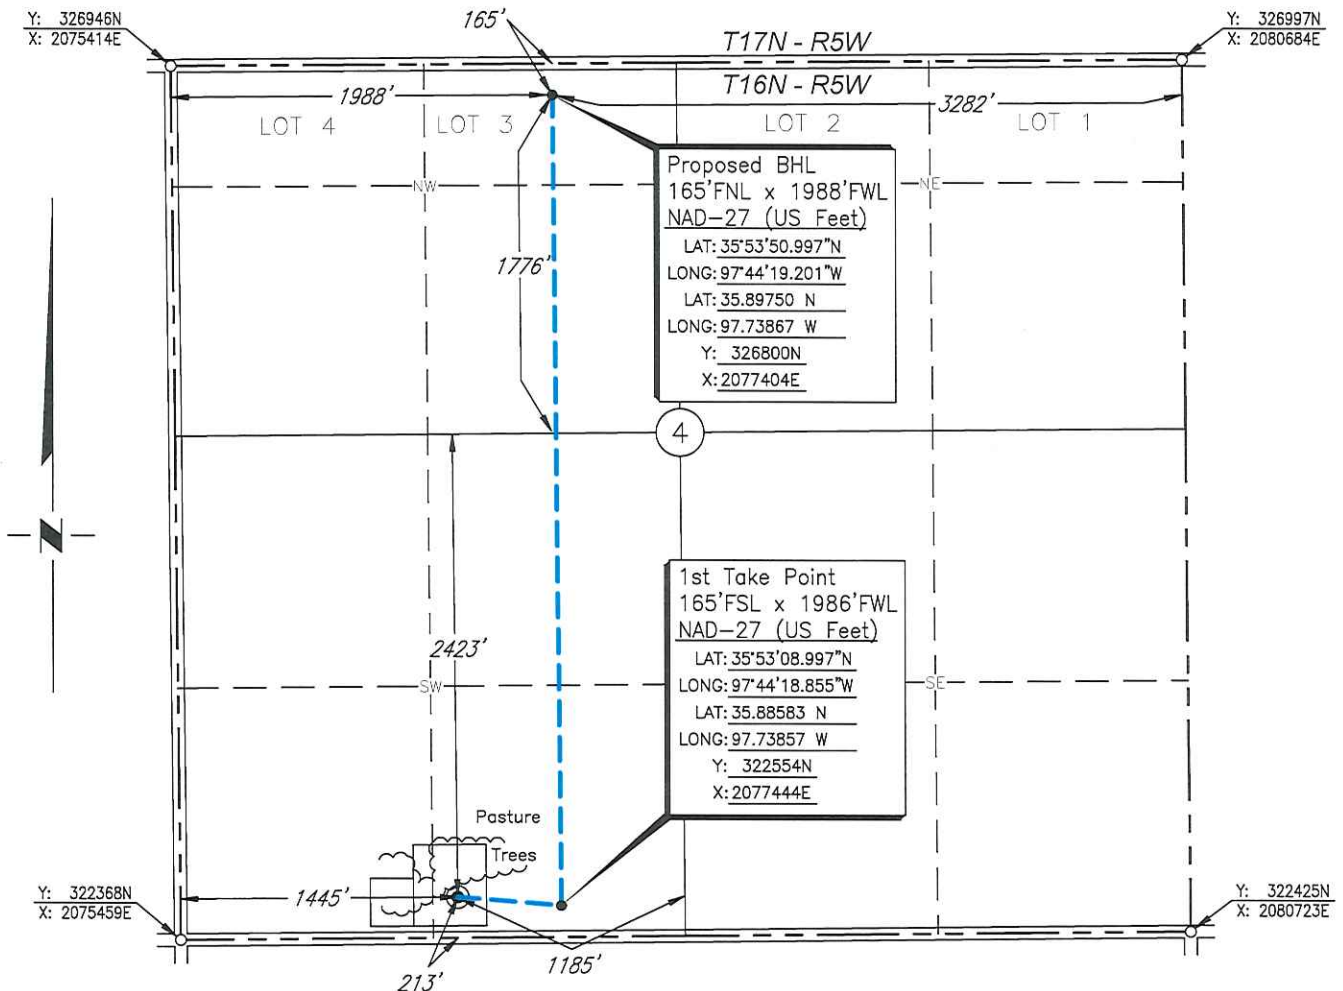 Y: 326946N
X: 2075414E
165'
T17N - R5W
T16N - R5W
Y: 326997N
X: 2080684E
1988'
3282'
LOT 4
LOT 3
LOT 2
LOT 1
Proposed BHL
165'FNL x 1988'FWL
NAD-27 (US Feet)
LAT: 35°53'50.997"N
LONG: 97°44'19.201"W
LAT: 35.89750 N
LONG: 97.73867 W
Y: 326800N
X: 2077404E
NW
NE
1776'
4
N
1st Take Point
165'FSL x 1986'FWL
NAD-27 (US Feet)
LAT: 35°53'08.997"N
LONG: 97°44'18.855"W
LAT: 35.88583 N
LONG: 97.73857 W
Y: 322554N
X: 2077444E
2423'
SW
SE
Pasture
Trees
Y: 322368N
X: 2075459E
1445'
Y: 322425N
X: 2080723E
1185'
213'